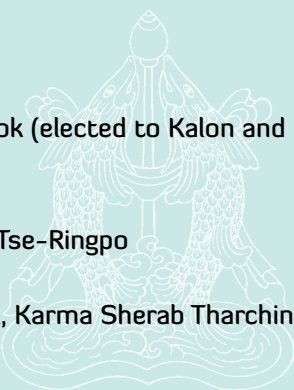 ok (elected to Kalon and
Tse-Ringpo
, Karma Sherab Tharchin